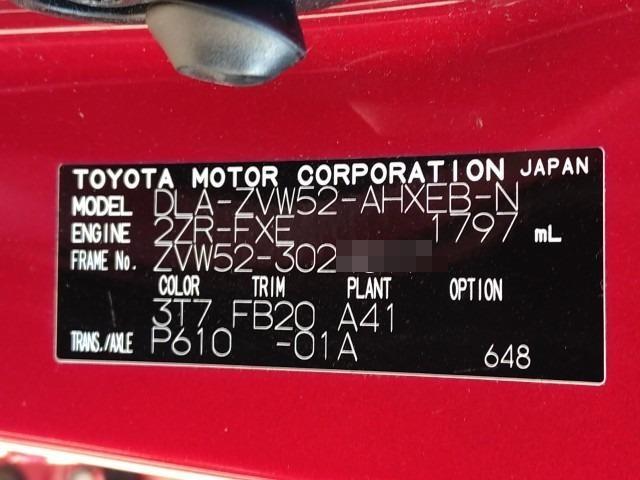 TOYOTA MOTOR CORPORATION JAPAN
MODEL DLA-ZVW52-AHXEB-N
ENGINE 2ZR-FXE 1797 mL
FRAME No. ZVW52-302
COLOR TRIM PLANT OPTION
3T7 FB20 A41
TRANS./AXLE P610 -01A 648